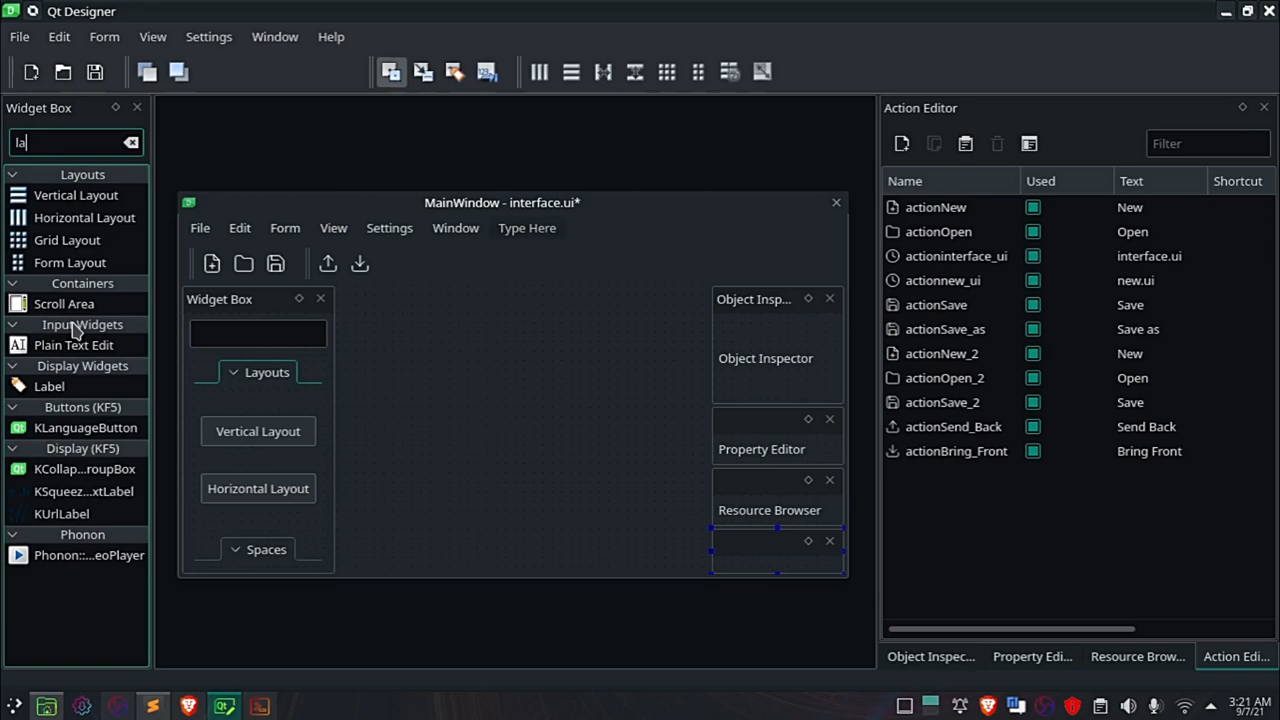 Qt Designer
File Edit Form View Settings Window Help
Widget Box
la
Layouts
Vertical Layout
Horizontal Layout
Grid Layout
Form Layout
Containers
Scroll Area
Input Widgets
Plain Text Edit
Display Widgets
Label
Buttons (KF5)
KLanguageButton
Display (KF5)
KCollap...roupBox
KSqueez...xtLabel
KUrlLabel
Phonon
Phonon::...eoPlayer
MainWindow - interface.ui*
File Edit Form View Settings Window Type Here
Widget Box
Layouts
Vertical Layout
Horizontal Layout
Spaces
Object Insp...
Object Inspector
Property Editor
Resource Browser
Action Editor
Filter
Name Used Text Shortcut
actionNew New
actionOpen Open
actioninterface_ui interface.ui
actionnew_ui new.ui
actionSave Save
actionSave_as Save as
actionNew_2 New
actionOpen_2 Open
actionSave_2 Save
actionSend_Back Send Back
actionBring_Front Bring Front
Object Inspec... Property Edi... Resource Brow... Action Edi...
3:21 AM
9/7/21